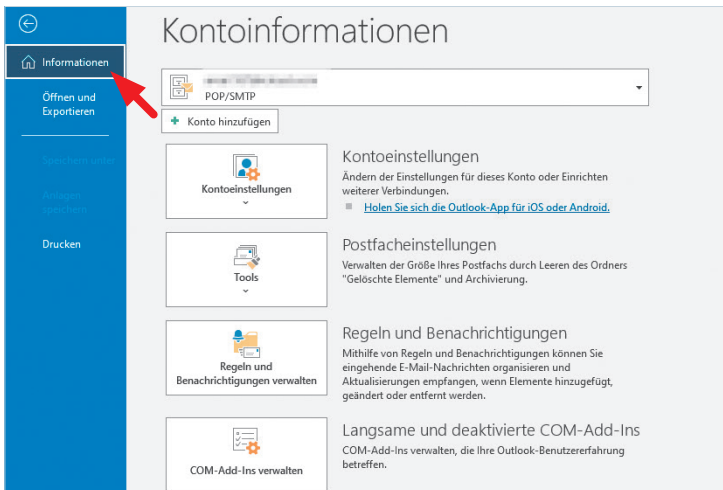 Kontoinformationen
Informationen
Öffnen und
Exportieren
Speichern unter
Anlagen
speichern
Drucken
POP/SMTP
Konto hinzufügen
Kontoeinstellungen
Kontoeinstellungen
Ändern der Einstellungen für dieses Konto oder Einrichten
weiterer Verbindungen.
Holen Sie sich die Outlook-App für iOS oder Android.
Tools
Postfacheinstellungen
Verwalten der Größe Ihres Postfachs durch Leeren des Ordners
"Gelöschte Elemente" und Archivierung.
Regeln und
Benachrichtigungen verwalten
Regeln und Benachrichtigungen
Mithilfe von Regeln und Benachrichtigungen können Sie
eingehende E-Mail-Nachrichten organisieren und
Aktualisierungen empfangen, wenn Elemente hinzugefügt,
geändert oder entfernt werden.
COM-Add-Ins verwalten
Langsame und deaktivierte COM-Add-Ins
COM-Add-Ins verwalten, die Ihre Outlook-Benutzererfahrung
betreffen.